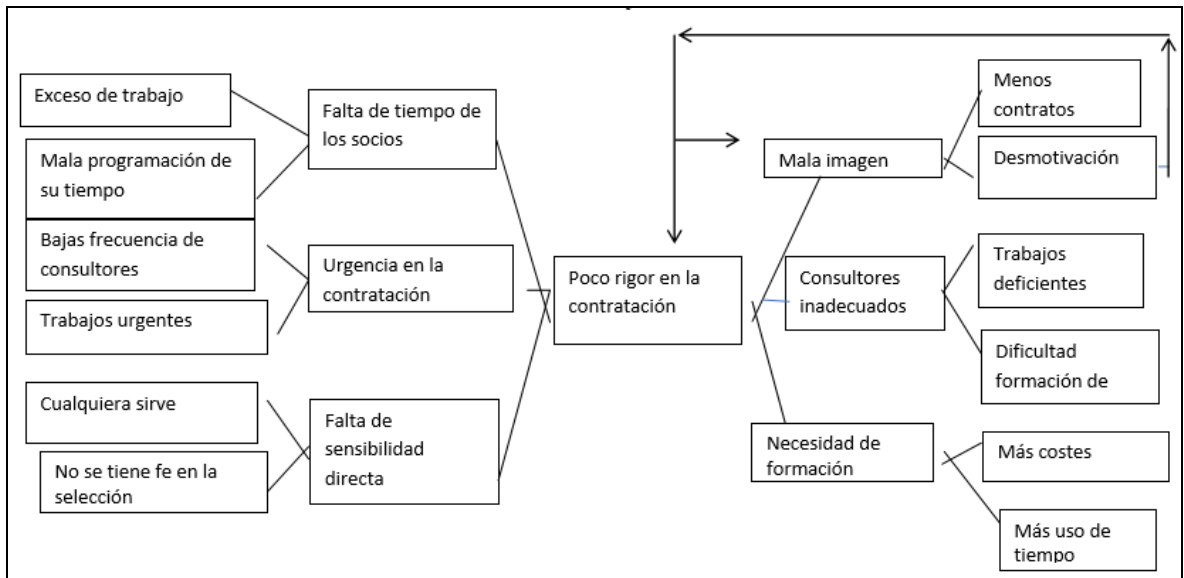 Exceso de trabajo
Mala programación de
su tiempo
Bajas frecuencia de
consultores
Trabajos urgentes
Cualquiera sirve
No se tiene fe en la
selección
Falta de tiempo de
los socios
Urgencia en la
contratación
Falta de
sensibilidad
directa
Poco rigor en la
contratación
Mala imagen
Consultores
inadecuados
Necesidad de
formación
Menos
contratos
Desmotivación
Trabajos
deficientes
Dificultad
formación de
Más costes
Más uso de
tiempo